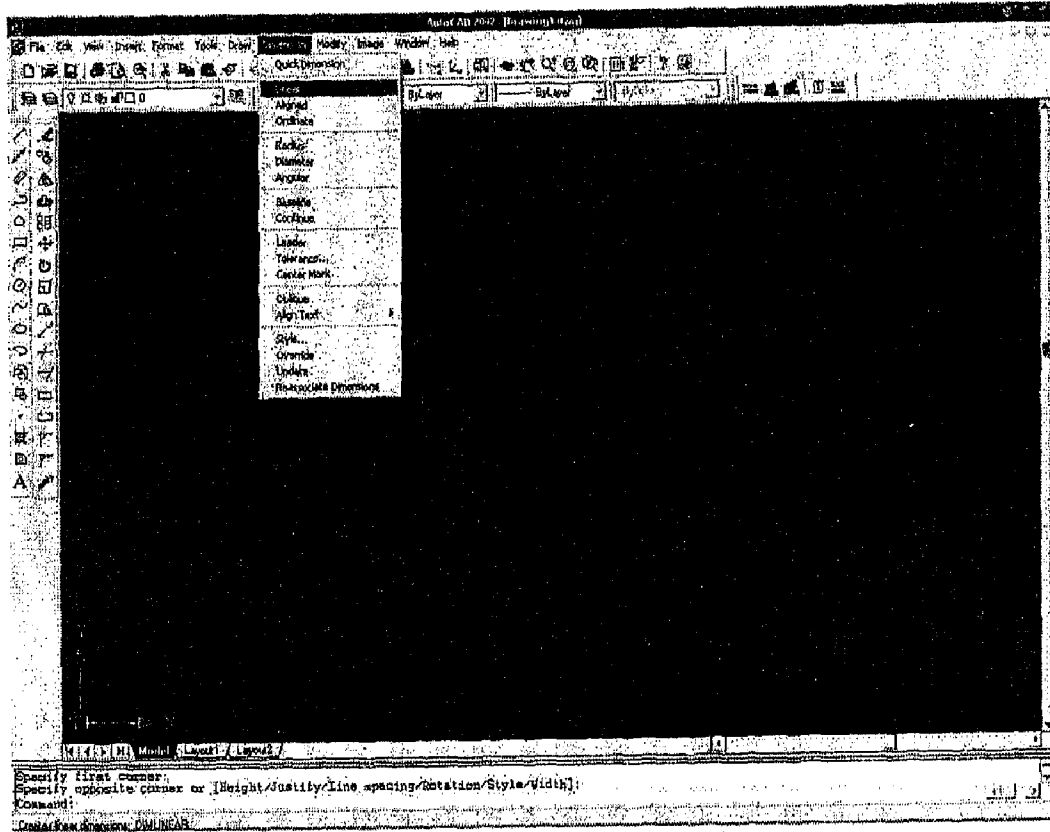 AutoCAD 2002 - [Drawing1.dwg]
File Edit View Insert Format Tools Draw Dimension Modify Image Window Help
Quick Dimension
Linear
Aligned
Ordinate
Radius
Diameter
Angular
Baseline
Continue
Leader
Tolerance...
Center Mark
Oblique
Align Text
Style...
Override
Update
Reassociate Dimensions
0
ByLayer
ByLayer
A
Model Layout1 Layout2
Specify first corner:
Specify opposite corner or [Height/Justify/Line spacing/Rotation/Style/Width]:
Command:
DIMLINEAR